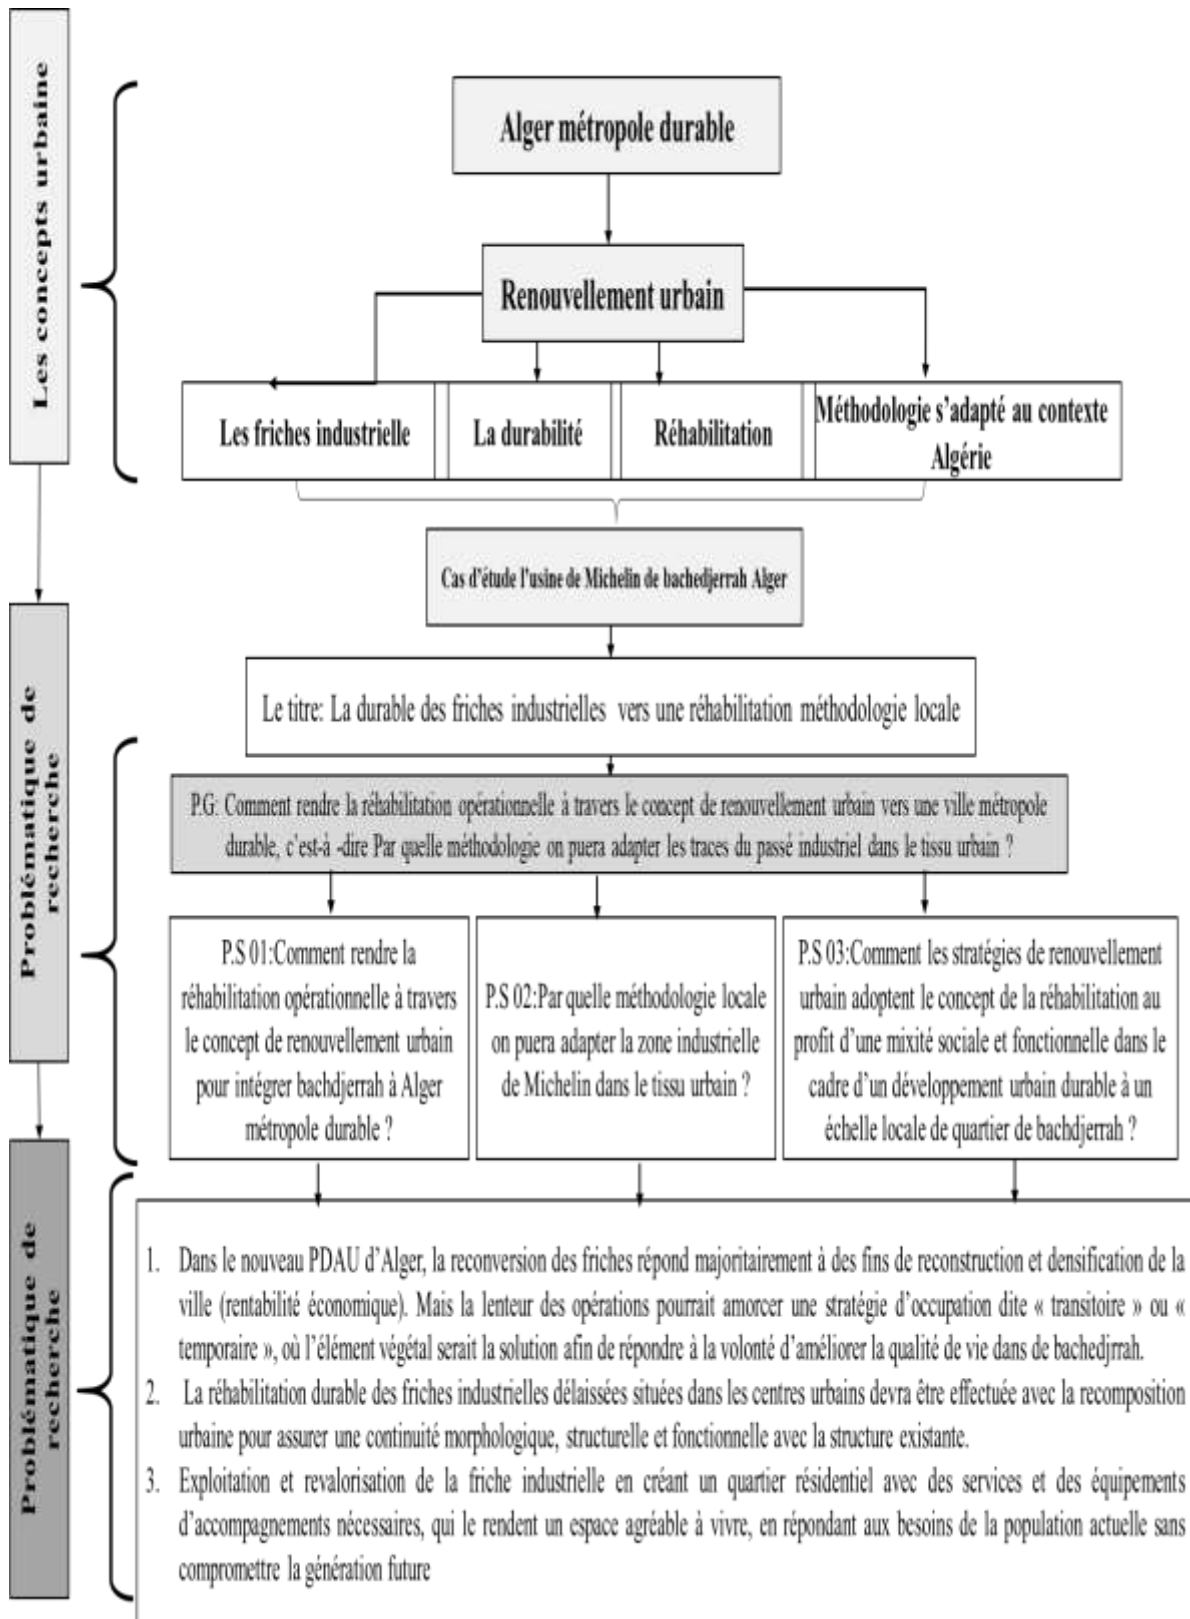 Les concepts urbaine
Alger métropole durable
Renouvellement urbain
Les friches industrielle
La durabilité
Réhabilitation
Méthodologie s’adapté au contexte
Algérie
Cas d’étude l’usine de Michelin de bachedjerrah Alger
Problématique de
recherche
Le titre: La durable des friches industrielles vers une réhabilitation méthodologie locale
P.G: Comment rendre la réhabilitation opérationnelle à travers le concept de renouvellement urbain vers une ville métropole
durable, c’est-à -dire Par quelle méthodologie on puera adapter les traces du passé industriel dans le tissu urbain ?
P.S 01:Comment rendre la
réhabilitation opérationnelle à travers
le concept de renouvellement urbain
pour intégrer bachdjerrah à Alger
métropole durable ?
P.S 02:Par quelle méthodologie locale
on puera adapter la zone industrielle
de Michelin dans le tissu urbain ?
P.S 03:Comment les stratégies de renouvellement
urbain adoptent le concept de la réhabilitation au
profit d’une mixité sociale et fonctionnelle dans le
cadre d’un développement urbain durable à un
échelle locale de quartier de bachdjerrah ?
Problématique de
recherche
1. Dans le nouveau PDAU d’Alger, la reconversion des friches répond majoritairement à des fins de reconstruction et densification de la
ville (rentabilité économique). Mais la lenteur des opérations pourrait amorcer une stratégie d’occupation dite « transitoire » ou «
temporaire », où l’élément végétal serait la solution afin de répondre à la volonté d’améliorer la qualité de vie dans de bachedjrrah.
2. La réhabilitation durable des friches industrielles délaissées situées dans les centres urbains devra être effectuée avec la recomposition
urbaine pour assurer une continuité morphologique, structurelle et fonctionnelle avec la structure existante.
3. Exploitation et revalorisation de la friche industrielle en créant un quartier résidentiel avec des services et des équipements
d’accompagnements nécessaires, qui le rendent un espace agréable à vivre, en répondant aux besoins de la population actuelle sans
compromettre la génération future